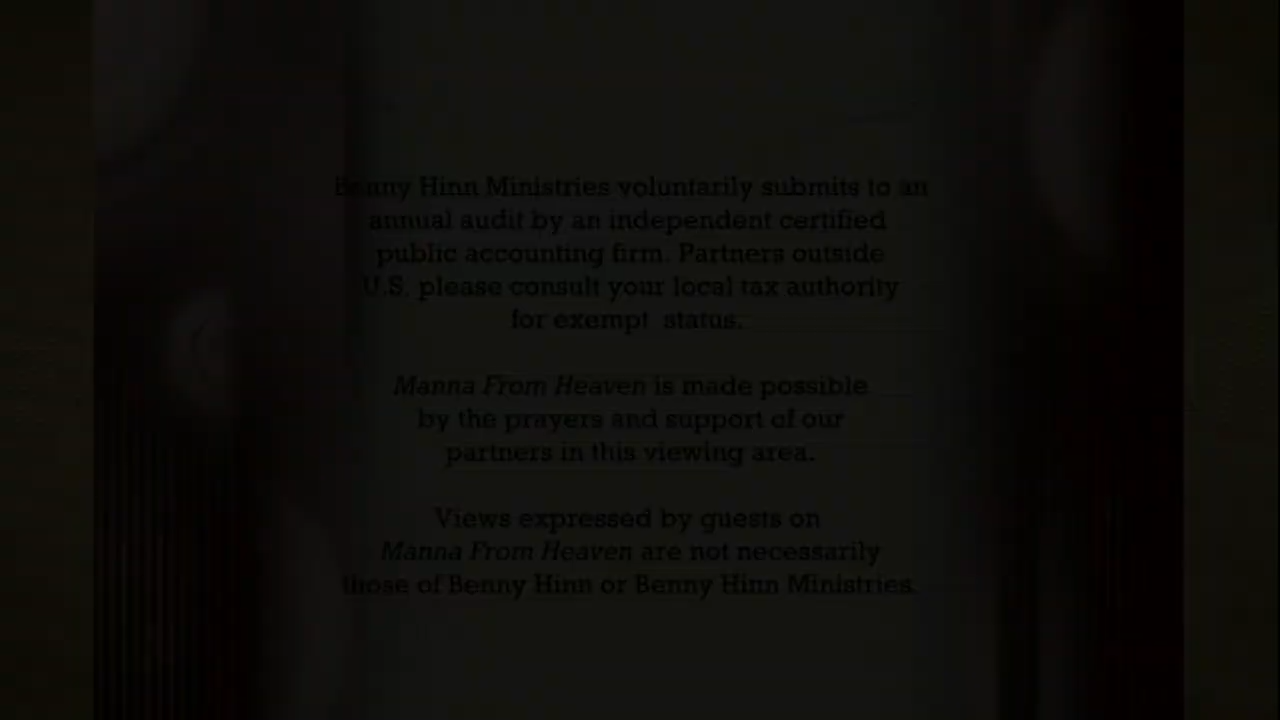 Benny Hinn Ministries voluntarily submits to an
annual audit by an independent certified
public accounting firm. Partners outside
U.S. please consult your local tax authority
for exempt status.
Manna From Heaven is made possible
by the prayers and support of our
partners in this viewing area.
Views expressed by guests on
Manna From Heaven are not necessarily
those of Benny Hinn or Benny Hinn Ministries.